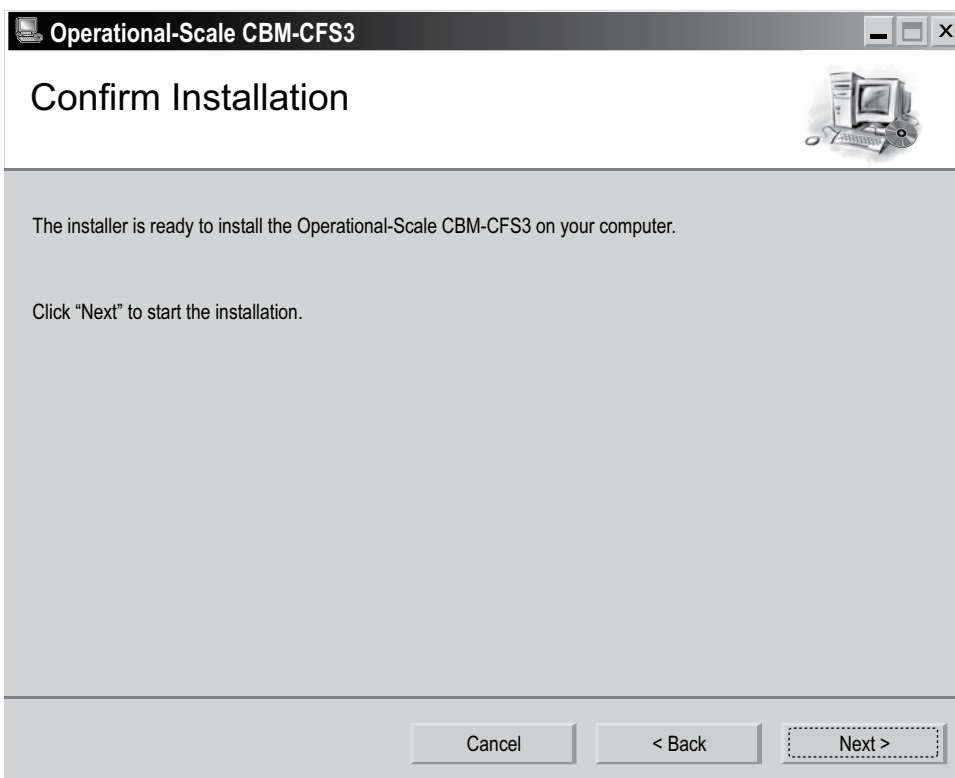 Operational-Scale CBM-CFS3
Confirm Installation
The installer is ready to install the Operational-Scale CBM-CFS3 on your computer.
Click “Next” to start the installation.
Cancel
< Back
Next >